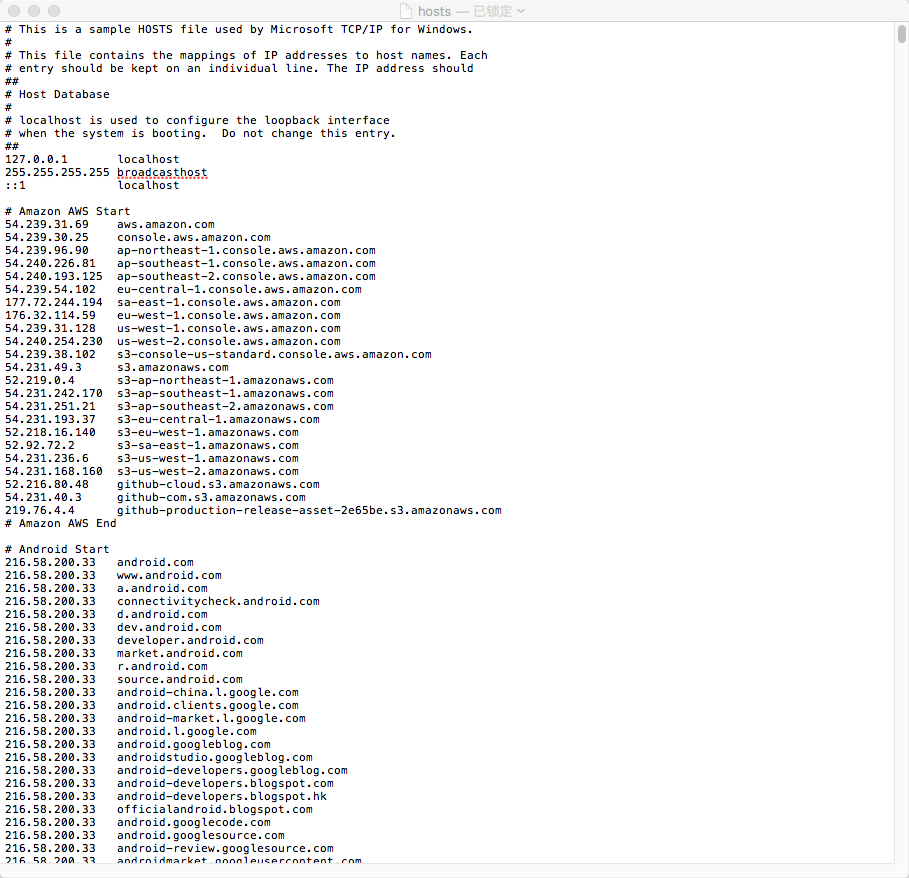 hosts — 已锁定
# This is a sample HOSTS file used by Microsoft TCP/IP for Windows.
#
# This file contains the mappings of IP addresses to host names. Each
# entry should be kept on an individual line. The IP address should
##
# Host Database
#
# localhost is used to configure the loopback interface
# when the system is booting.  Do not change this entry.
##
127.0.0.1       localhost
255.255.255.255 broadcasthost
::1             localhost
# Amazon AWS Start
54.239.31.69    aws.amazon.com
54.239.30.25    console.aws.amazon.com
54.239.96.90    ap-northeast-1.console.aws.amazon.com
54.240.226.81   ap-southeast-1.console.aws.amazon.com
54.240.193.125  ap-southeast-2.console.aws.amazon.com
54.239.54.102   eu-central-1.console.aws.amazon.com
177.72.244.194  sa-east-1.console.aws.amazon.com
176.32.114.59   eu-west-1.console.aws.amazon.com
54.239.31.128   us-west-1.console.aws.amazon.com
54.240.254.230  us-west-2.console.aws.amazon.com
54.239.38.102   s3-console-us-standard.console.aws.amazon.com
54.231.49.3     s3.amazonaws.com
52.219.0.4      s3-ap-northeast-1.amazonaws.com
54.231.242.170  s3-ap-southeast-1.amazonaws.com
54.231.251.21   s3-ap-southeast-2.amazonaws.com
54.231.193.37   s3-eu-central-1.amazonaws.com
52.218.16.140   s3-eu-west-1.amazonaws.com
52.92.72.2      s3-sa-east-1.amazonaws.com
54.231.236.6    s3-us-west-1.amazonaws.com
54.231.168.160  s3-us-west-2.amazonaws.com
52.216.80.48    github-cloud.s3.amazonaws.com
54.231.40.3     github-com.s3.amazonaws.com
219.76.4.4      github-production-release-asset-2e65be.s3.amazonaws.com
# Amazon AWS End
# Android Start
216.58.200.33   android.com
216.58.200.33   www.android.com
216.58.200.33   a.android.com
216.58.200.33   connectivitycheck.android.com
216.58.200.33   d.android.com
216.58.200.33   dev.android.com
216.58.200.33   developer.android.com
216.58.200.33   market.android.com
216.58.200.33   r.android.com
216.58.200.33   source.android.com
216.58.200.33   android-china.l.google.com
216.58.200.33   android.clients.google.com
216.58.200.33   android-market.l.google.com
216.58.200.33   android.l.google.com
216.58.200.33   android.googleblog.com
216.58.200.33   androidstudio.googleblog.com
216.58.200.33   android-developers.googleblog.com
216.58.200.33   android-developers.blogspot.com
216.58.200.33   android-developers.blogspot.hk
216.58.200.33   officialandroid.blogspot.com
216.58.200.33   android.googlecode.com
216.58.200.33   android.googlesource.com
216.58.200.33   android-review.googlesource.com
216.58.200.33   androidmarket.googleusercontent.com